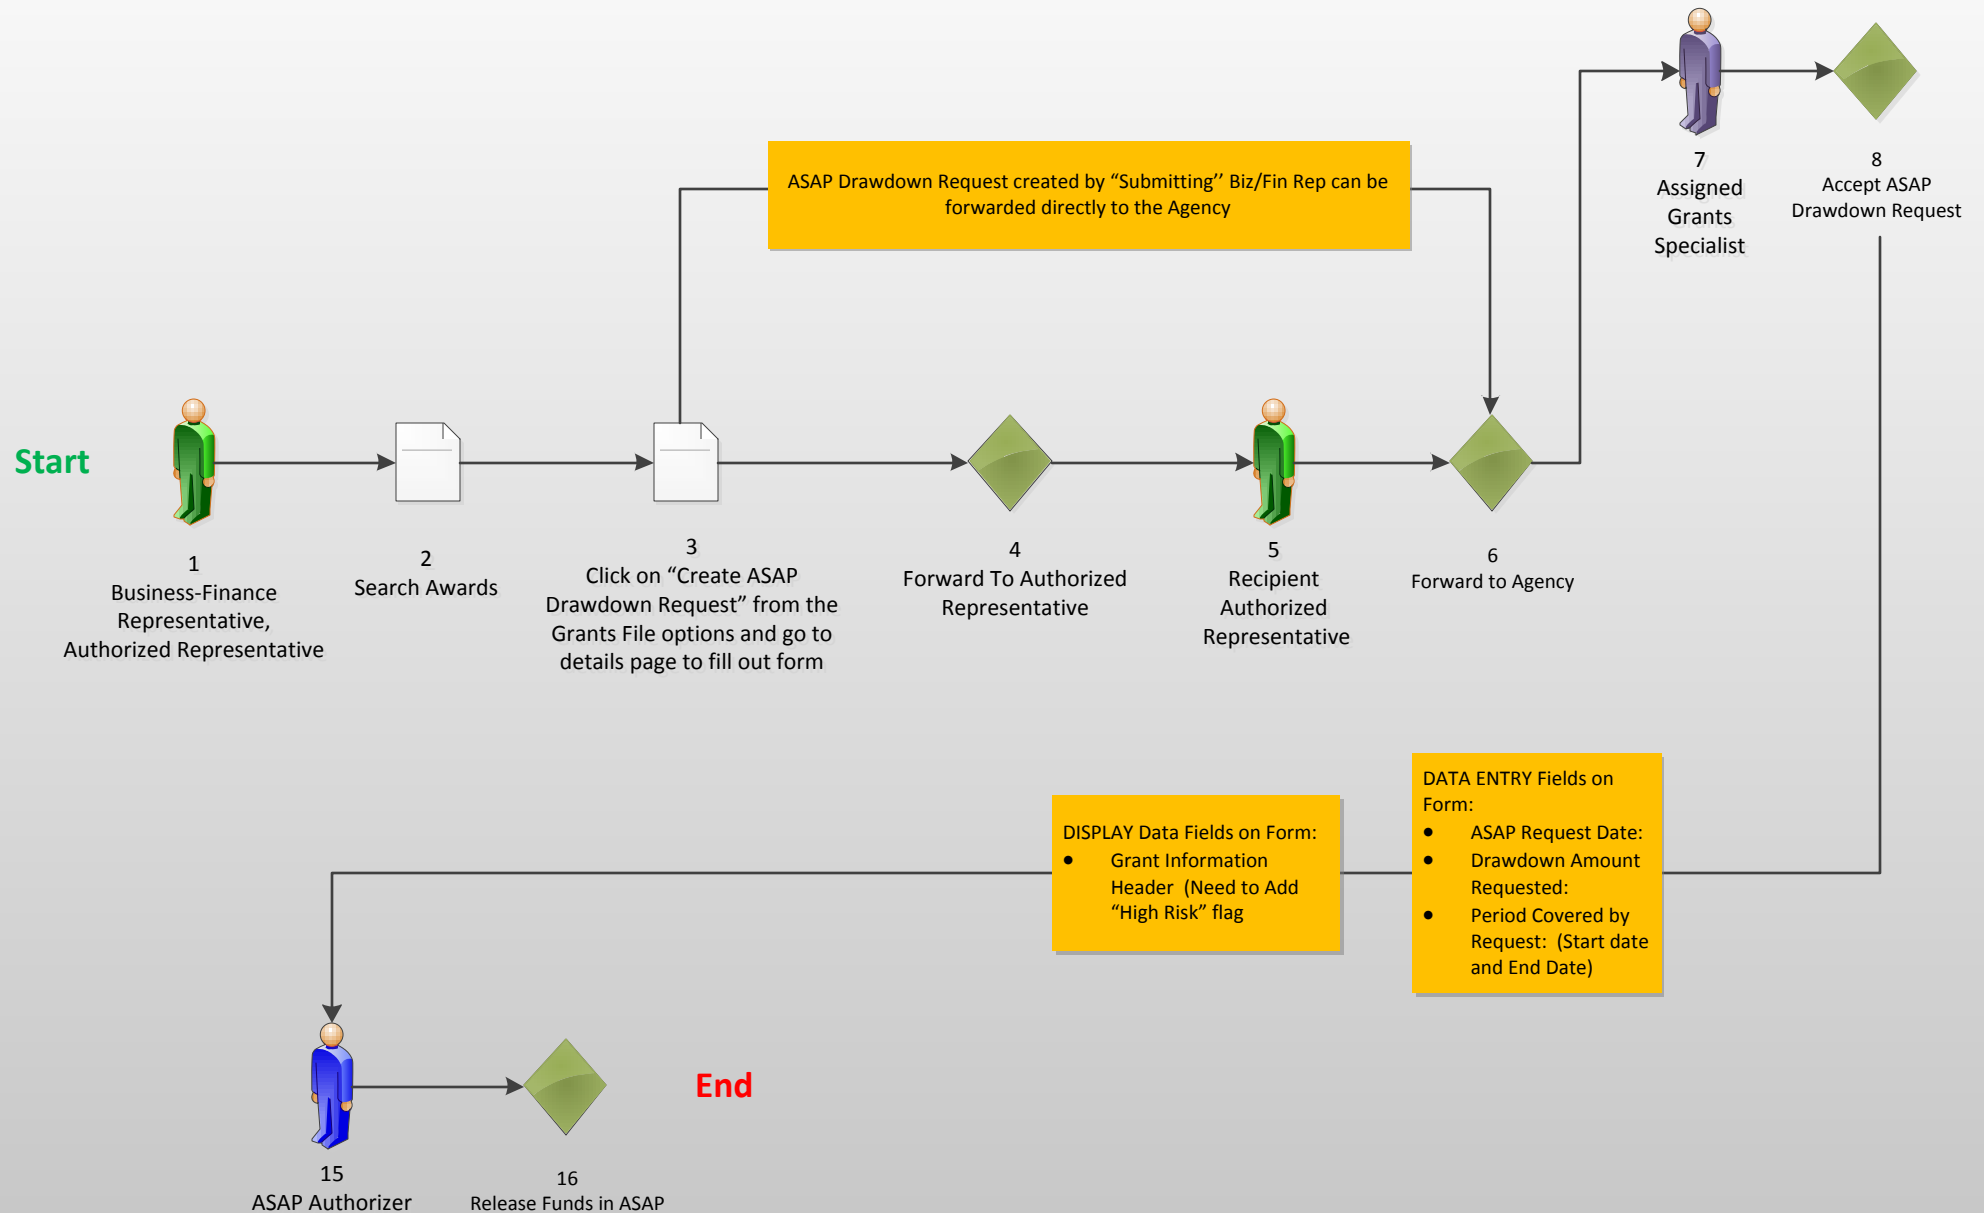 7
Assigned
Grants
Specialist
8
Accept ASAP
Drawdown Request
ASAP Drawdown Request created by “Submitting’’ Biz/Fin Rep can be
forwarded directly to the Agency
Start
1
Business-Finance
Representative,
Authorized Representative
2
Search Awards
3
Click on “Create ASAP
Drawdown Request” from the
Grants File options and go to
details page to fill out form
4
Forward To Authorized
Representative
5
Recipient
Authorized
Representative
6
Forward to Agency
DISPLAY Data Fields on Form:
• Grant Information
Header (Need to Add
“High Risk” flag
DATA ENTRY Fields on
Form:
• ASAP Request Date:
• Drawdown Amount
Requested:
• Period Covered by
Request: (Start date
and End Date)
End
15
ASAP Authorizer
16
Release Funds in ASAP